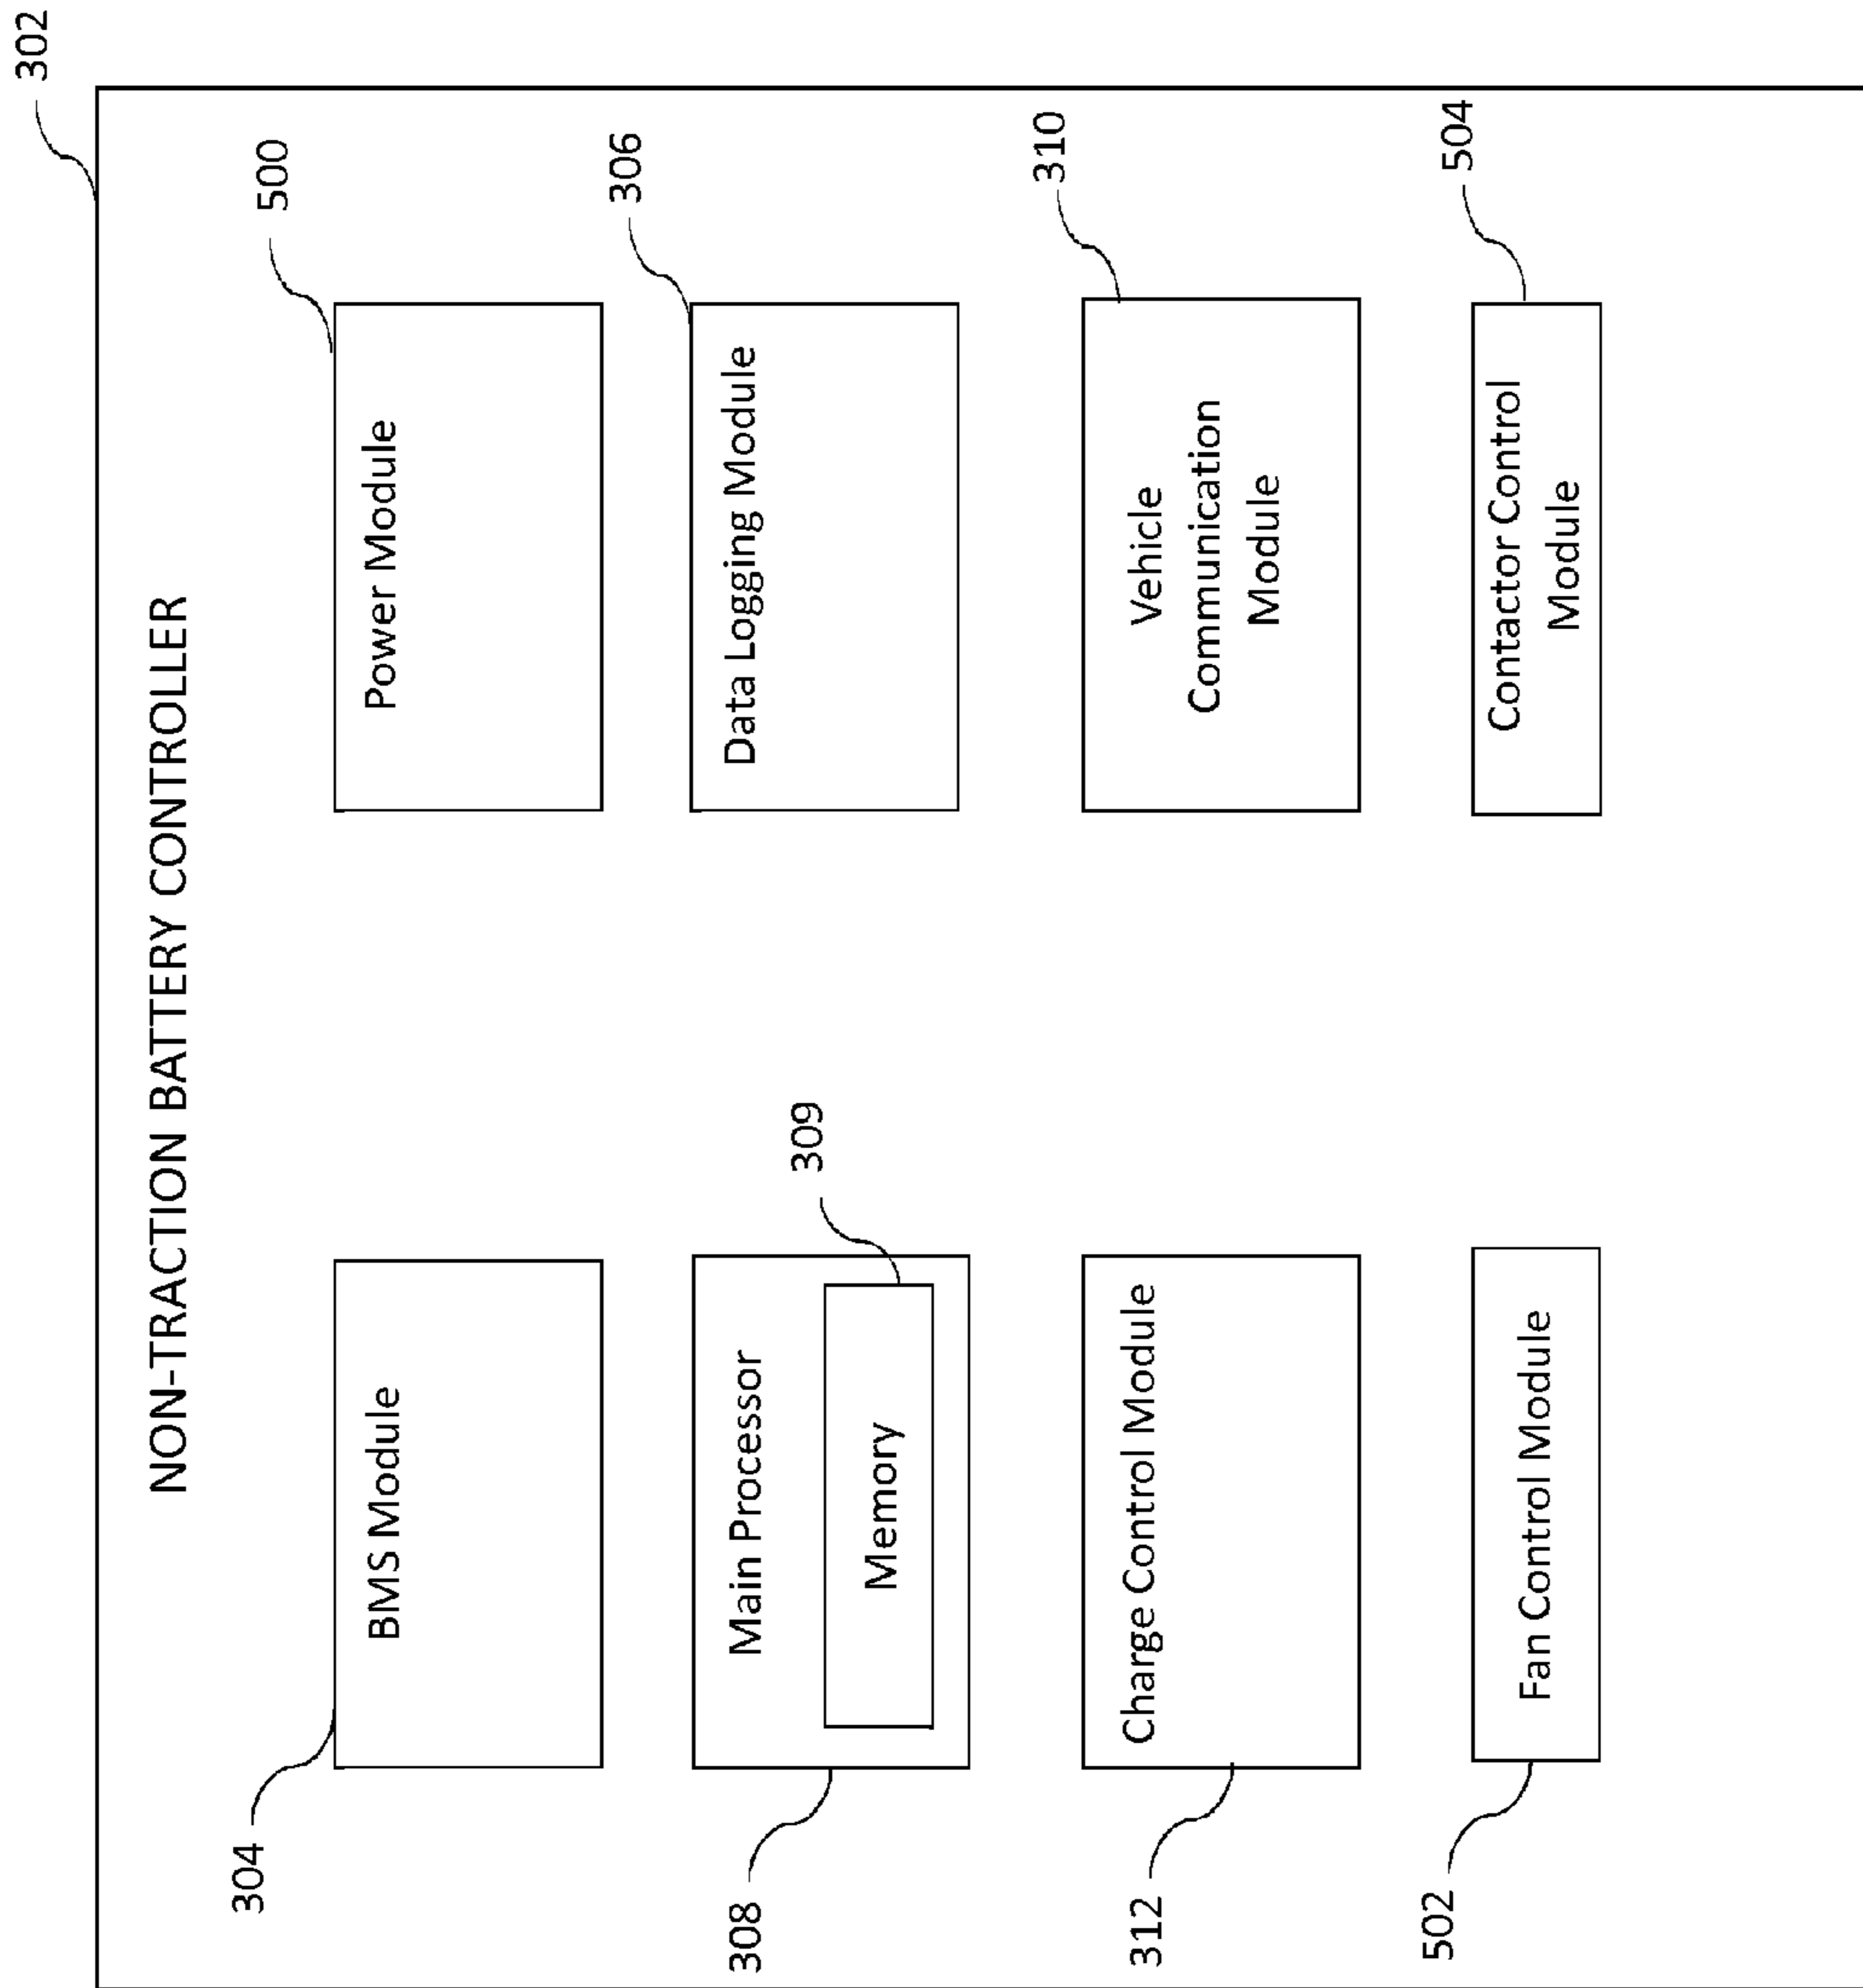 302
NON-TRACTION BATTERY CONTROLLER
304
BMS Module
500
Power Module
308
Main Processor
309
Memory
306
Data Logging Module
312
Charge Control Module
310
Vehicle
Communication
Module
502
Fan Control Module
504
Contactor Control
Module